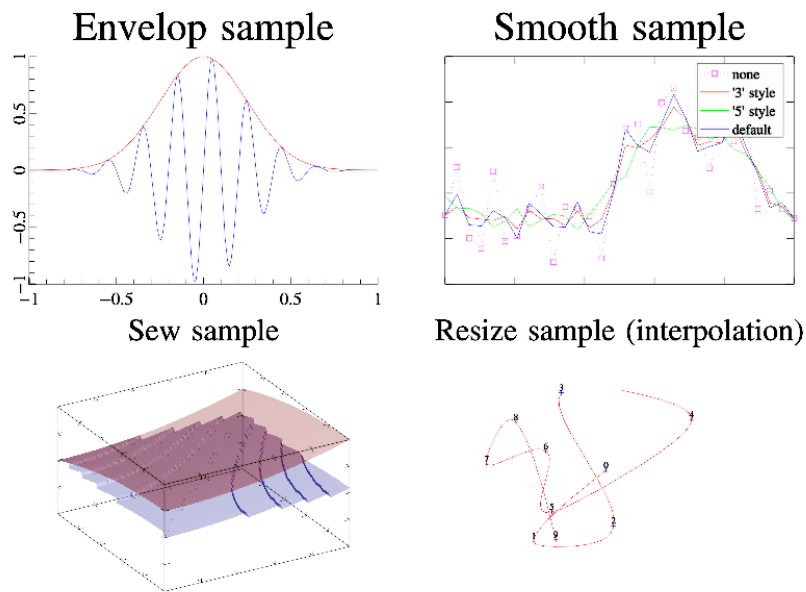 Envelop sample
Smooth sample
1
0.5
0
−0.5
−1
−1
−0.5
0
0.5
1
none
'3' style
'5' style
default
Sew sample
Resize sample (interpolation)
3
4
8
6
7
0
5
2
1
9